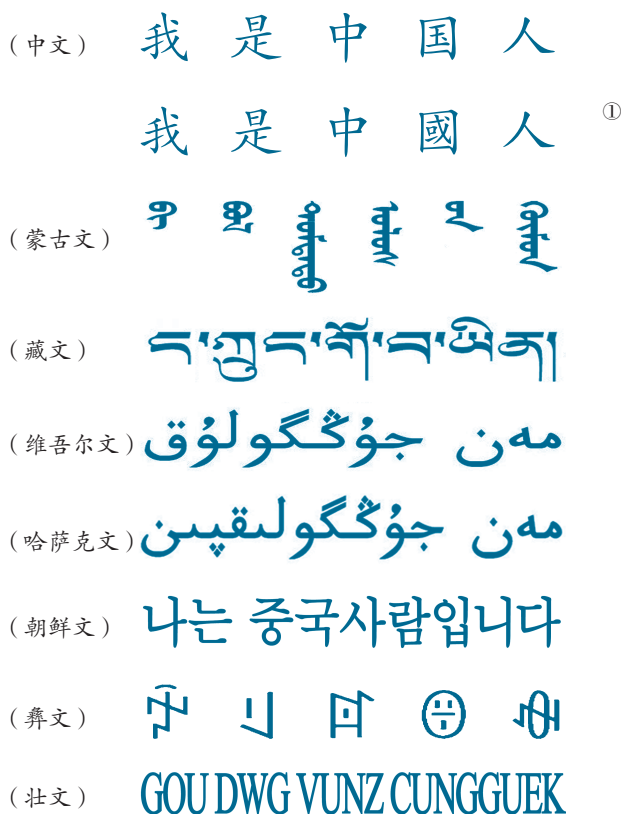 （中文） 我 是 中 国 人
我 是 中 國 人 ①
（蒙古文）
（藏文） ང་ཀྲུང་གོ་བ་ཡིན།
（维吾尔文） مەن جۇڭگولۇق
（哈萨克文） مەن جۇڭگولىقپىن
（朝鲜文） 나는 중국사람입니다
（彝文）
（壮文） GOU DWG VUNZ CUNGGUEK